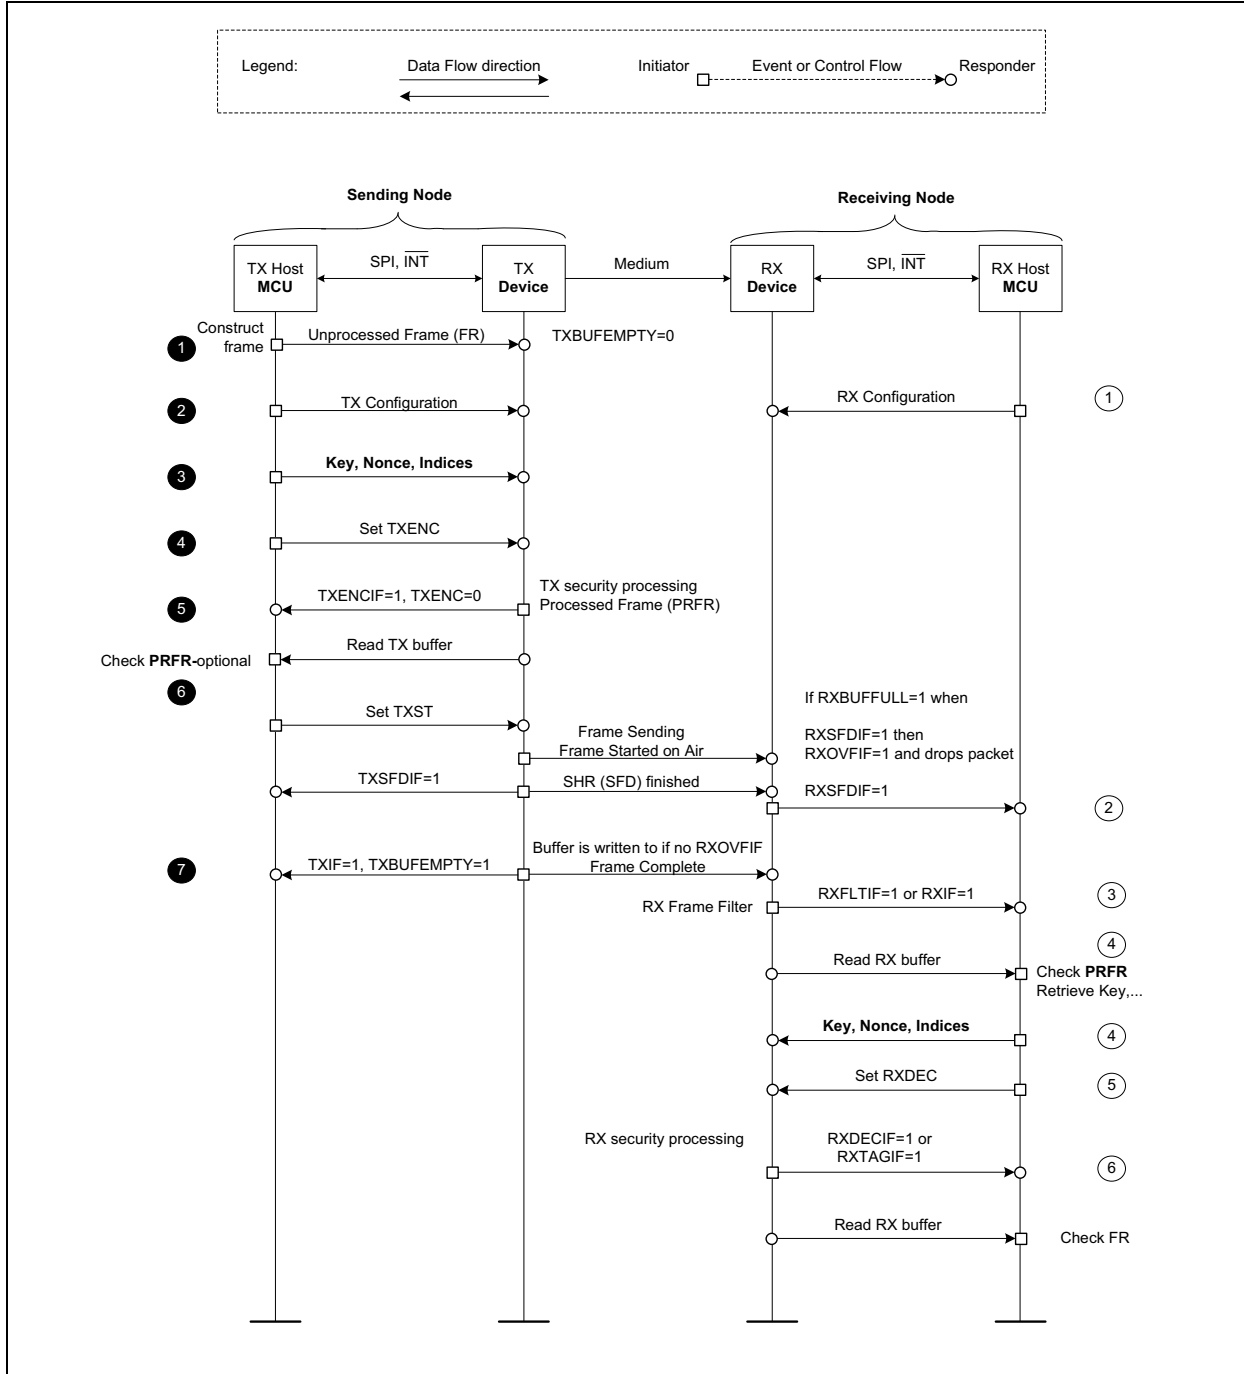 Legend:
Data Flow direction
Initiator
Event or Control Flow
Responder
Sending Node
Receiving Node
TX Host
MCU
SPI, INT
TX
Device
Medium
RX
Device
SPI, INT
RX Host
MCU
Construct
frame
1
Unprocessed Frame (FR)
TXBUFEMPTY=0
2
TX Configuration
RX Configuration
1
3
Key, Nonce, Indices
4
Set TXENC
5
TXENCIF=1, TXENC=0
TX security processing
Processed Frame (PRFR)
Read TX buffer
Check PRFR-optional
6
Set TXST
If RXBUFFULL=1 when
RXSFDIF=1 then
RXOVFIF=1 and drops packet
Frame Sending
Frame Started on Air
TXSFDIF=1
SHR (SFD) finished
RXSFDIF=1
2
7
TXIF=1, TXBUFEMPTY=1
Buffer is written to if no RXOVFIF
Frame Complete
RX Frame Filter
RXFLTIF=1 or RXIF=1
3
4
Read RX buffer
Check PRFR
Retrieve Key,...
Key, Nonce, Indices
4
Set RXDEC
5
RX security processing
RXDECIF=1 or
RXTAGIF=1
6
Read RX buffer
Check FR